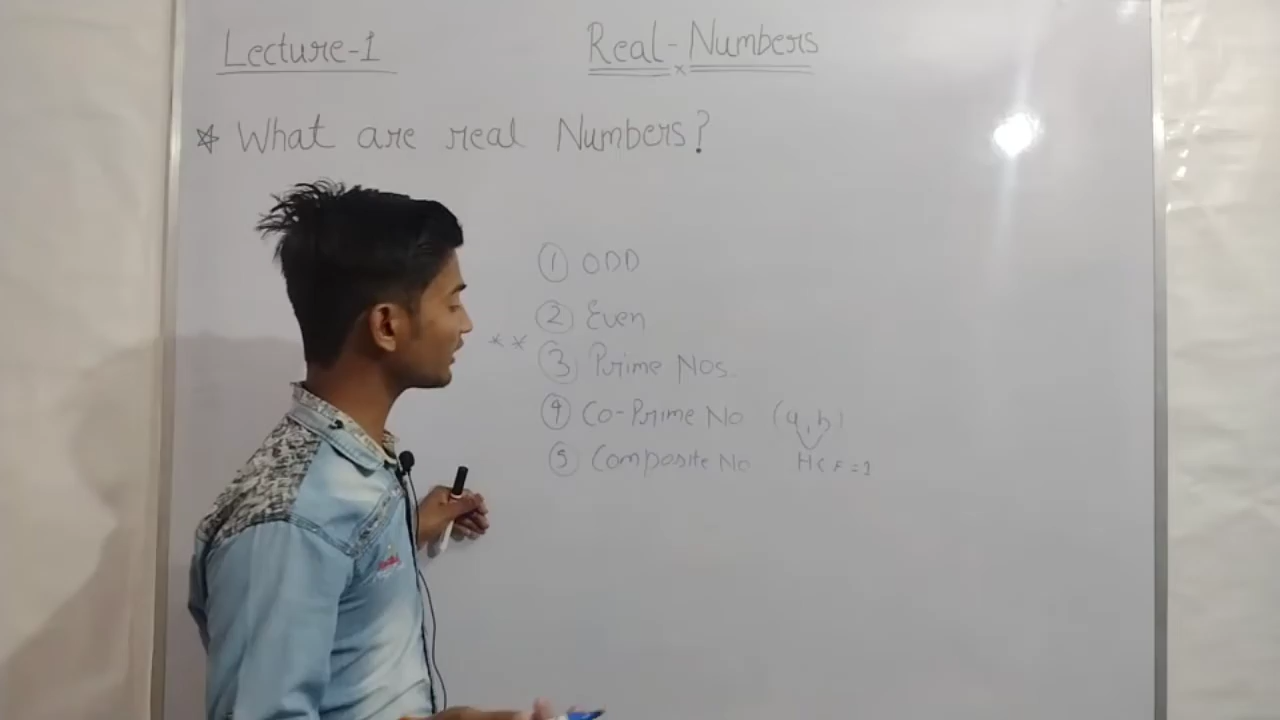 Lecture-1
Real-Numbers
What are real Numbers?
① ODD
② Even
** ③ Prime Nos.
④ Co-Prime No (a,b)
⑤ Composite No HCF=1